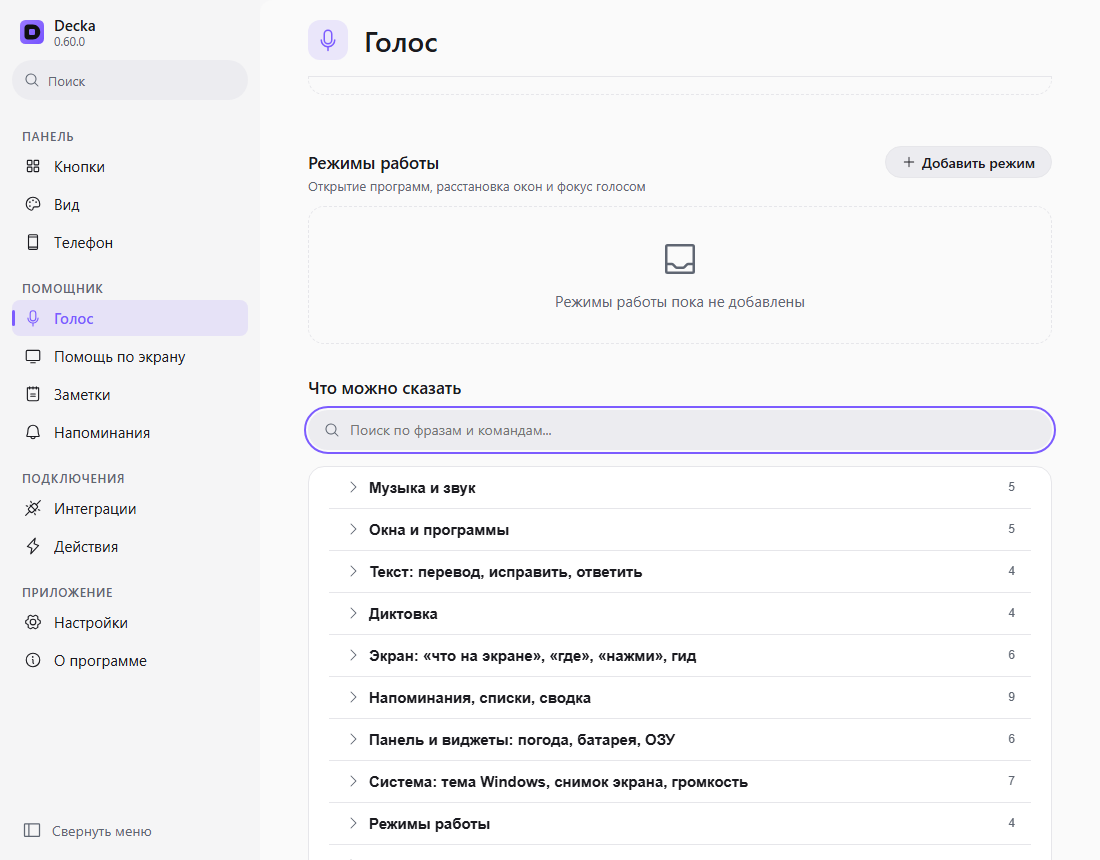 Decka
0.60.0
Поиск
ПАНЕЛЬ
Кнопки
Вид
Телефон
ПОМОЩНИК
Голос
Помощь по экрану
Заметки
Напоминания
ПОДКЛЮЧЕНИЯ
Интеграции
Действия
ПРИЛОЖЕНИЕ
Настройки
О программе
Свернуть меню
Голос
Режимы работы
Добавить режим
Открытие программ, расстановка окон и фокус голосом
Режимы работы пока не добавлены
Что можно сказать
Поиск по фразам и командам...
Музыка и звук 5
Окна и программы 5
Текст: перевод, исправить, ответить 4
Диктовка 4
Экран: «что на экране», «где», «нажми», гид 6
Напоминания, списки, сводка 9
Панель и виджеты: погода, батарея, ОЗУ 6
Система: тема Windows, снимок экрана, громкость 7
Режимы работы 4